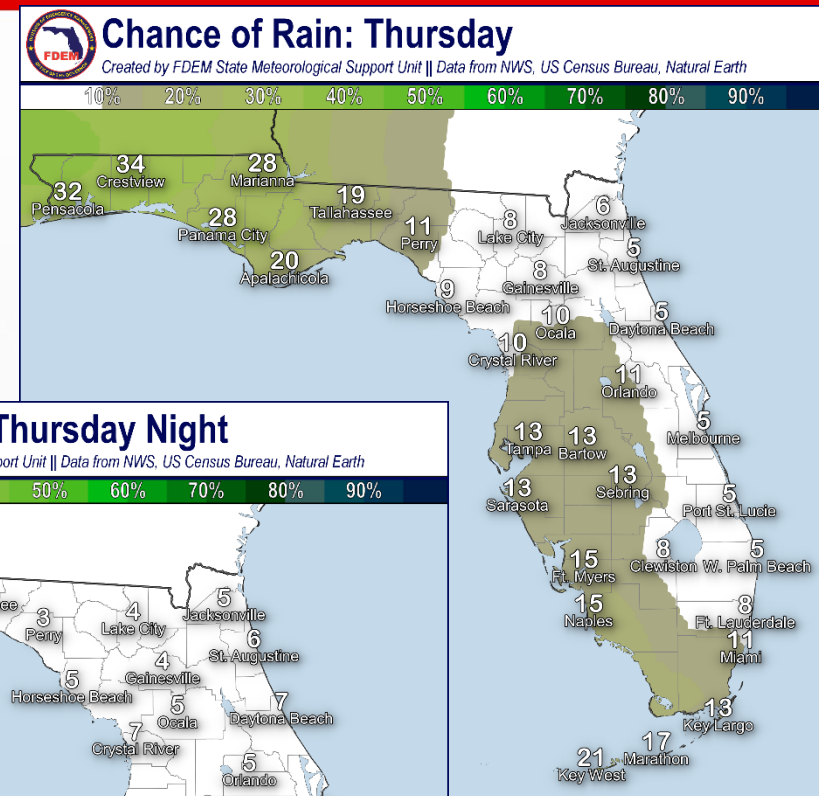 FDEM
Chance of Rain: Thursday
Created by FDEM State Meteorological Support Unit || Data from NWS, US Census Bureau, Natural Earth
10% 20% 30% 40% 50% 60% 70% 80% 90%
34
Crestview
28
Marianna
32
Pensacola
19
Tallahassee
28
Panama City
11
Perry
20
Apalachicola
8
Lake City
6
Jacksonville
5
St. Augustine
8
Gainesville
9
Horseshoe Beach
10
Ocala
5
Daytona Beach
10
Crystal River
11
Orlando
5
Melbourne
13
Tampa
13
Bartow
13
Sebring
13
Sarasota
5
Port St. Lucie
15
Ft. Myers
8
Clewiston
5
W. Palm Beach
15
Naples
8
Ft. Lauderdale
11
Miami
13
Key Largo
17
Marathon
21
Key West
Thursday Night
port Unit || Data from NWS, US Census Bureau, Natural Earth
50% 60% 70% 80% 90%
ee
3
Perry
4
Lake City
5
Jacksonville
6
St. Augustine
4
Gainesville
5
Horseshoe Beach
5
Ocala
7
Daytona Beach
7
Crystal River
5
Orlando